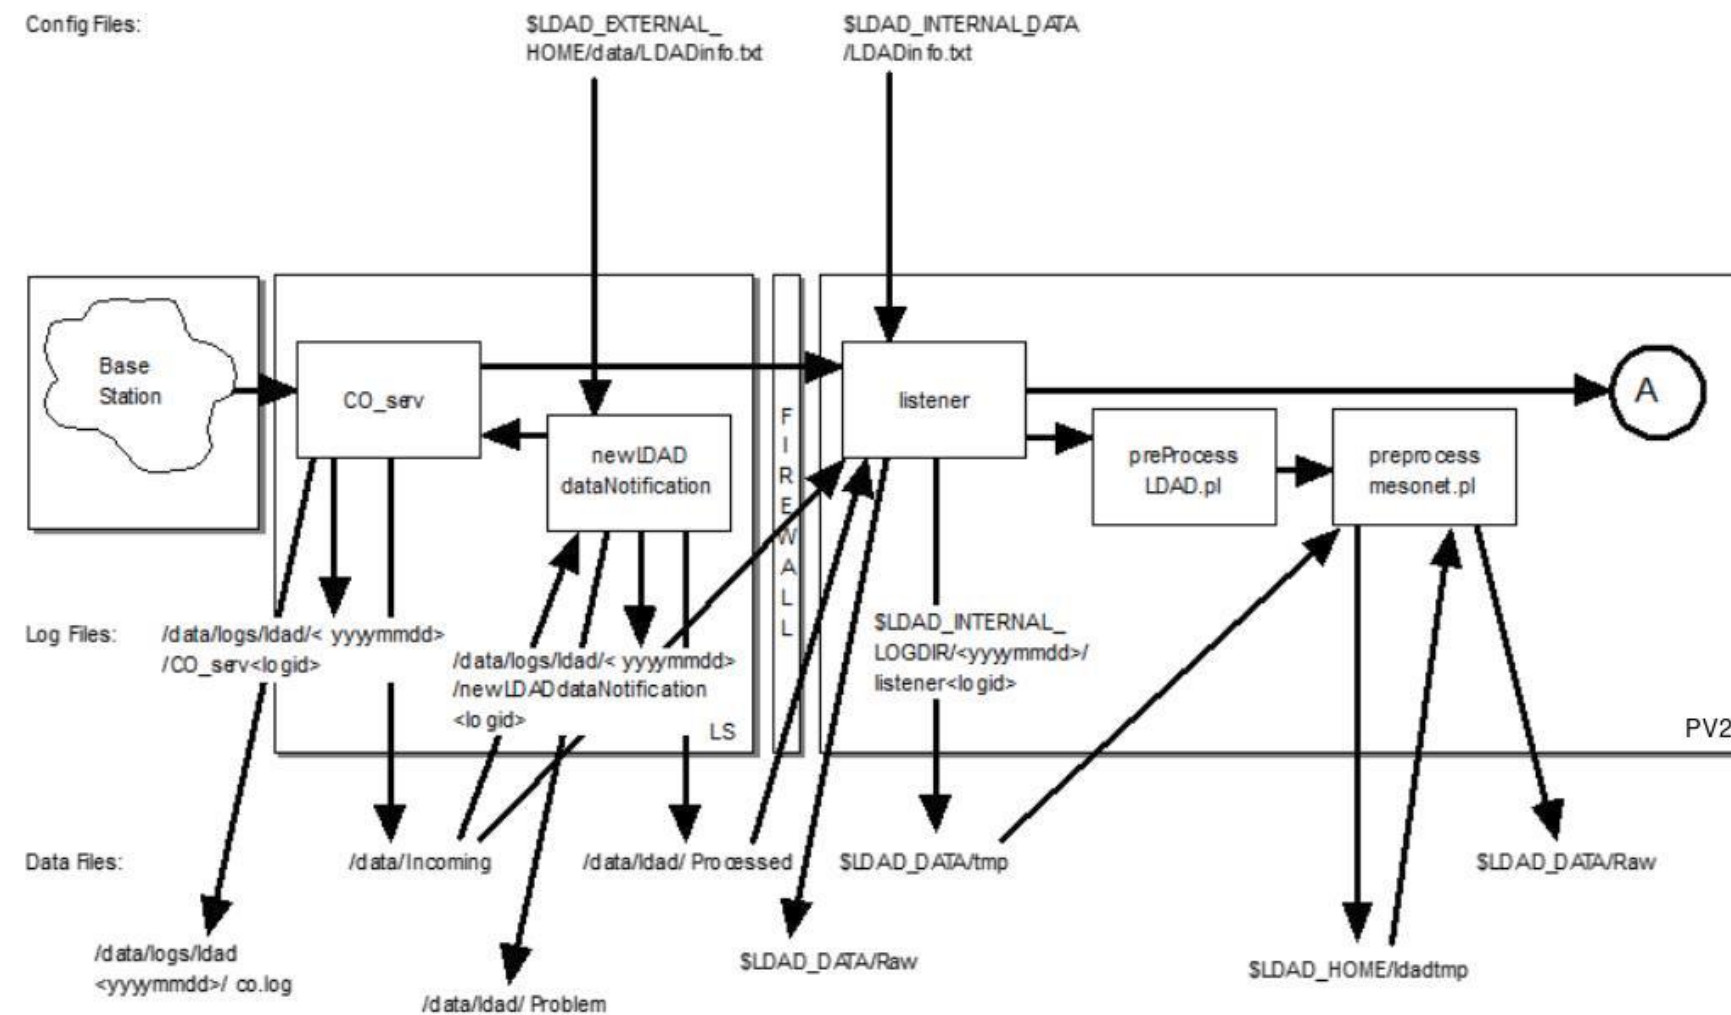 Config Files:
$LDAD_EXTERNAL_
HOME/data/LDADinfo.txt
$LDAD_INTERNAL_DATA
/LDADinfo.txt
Base
Station
CO_serv
newLDAD
dataNotification
F
I
R
E
W
A
L
L
listener
preProcess
LDAD.pl
preprocess
mesonet.pl
A
Log Files:
/data/logs/ldad/< yyyymmdd>
/CO_serv<logid>
/data/logs/ldad/< yyyymmdd>
/newLDADdataNotification
<logid>
LS
$LDAD_INTERNAL_
LOGDIR/<yyyymmdd>/
listener<logid>
PV2
Data Files:
/data/Incoming
/data/ldad/ Processed
$LDAD_DATA/tmp
$LDAD_DATA/Raw
/data/logs/ldad
<yyyymmdd>/ co.log
/data/ldad/ Problem
$LDAD_DATA/Raw
$LDAD_HOME/ldadtmp